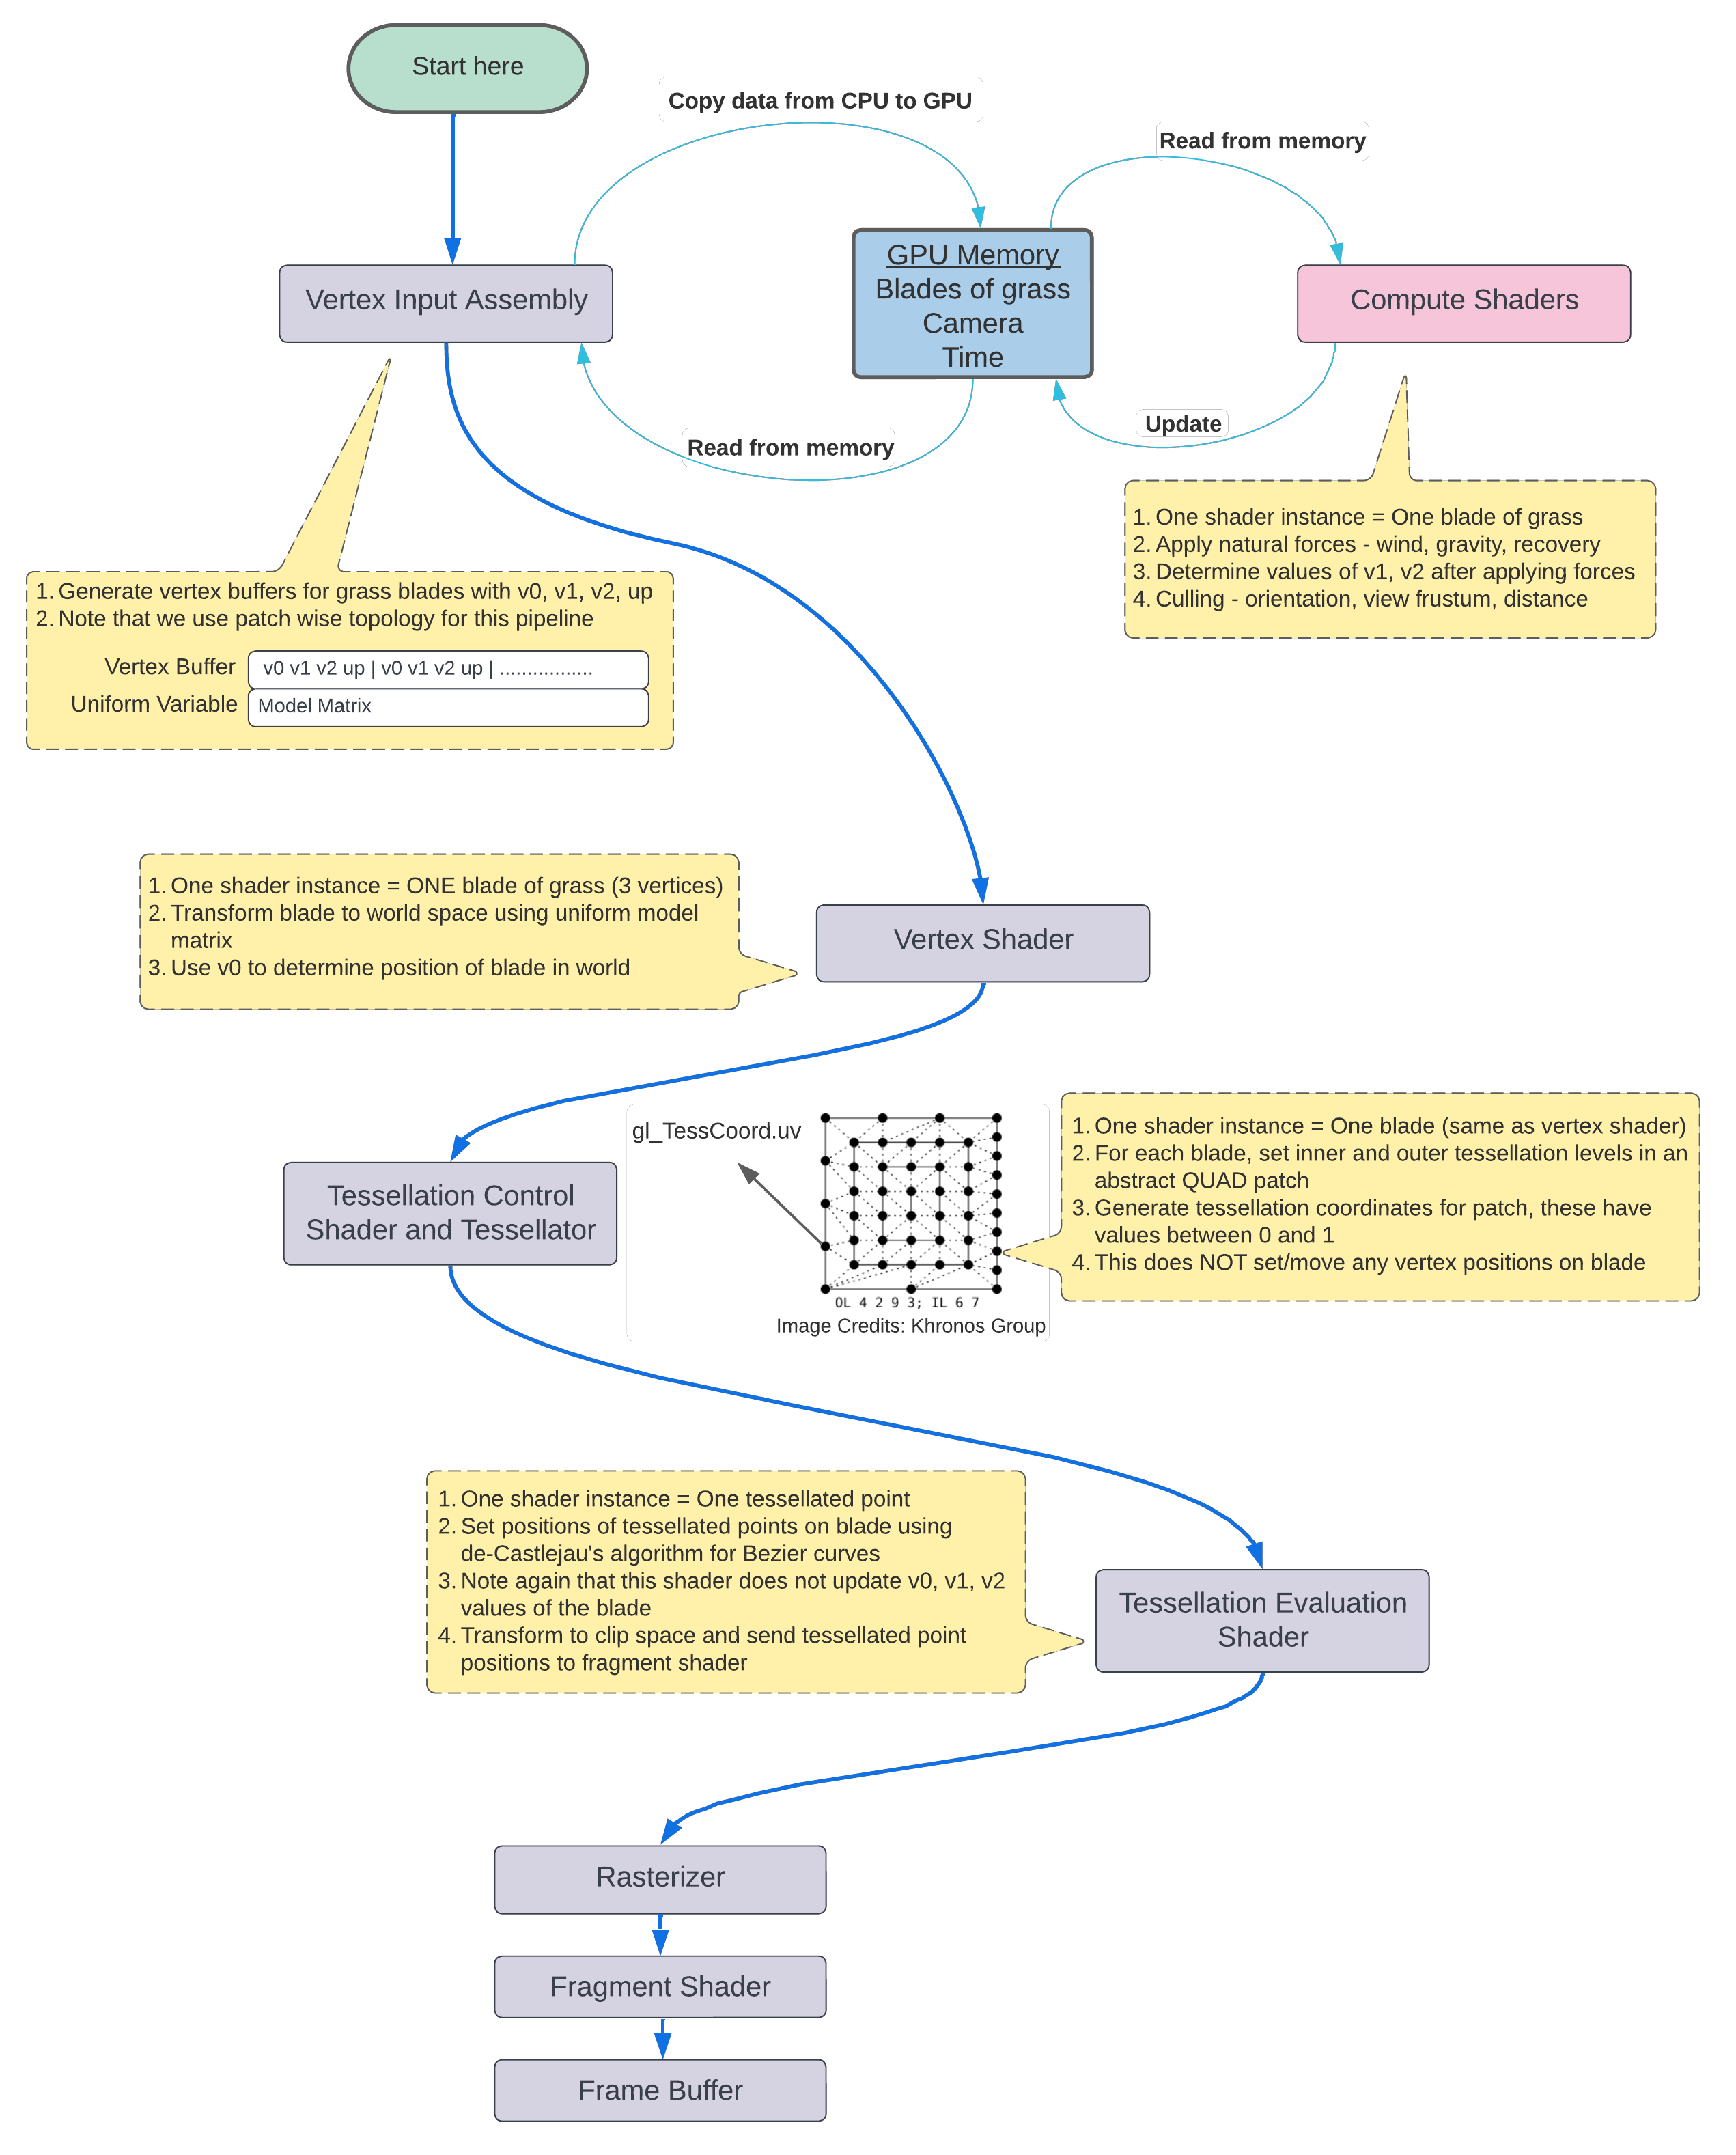 Start here
Copy data from CPU to GPU
Read from memory
Vertex Input Assembly
GPU Memory
Blades of grass
Camera
Time
Compute Shaders
Read from memory
Update
1. One shader instance = One blade of grass
2. Apply natural forces - wind, gravity, recovery
3. Determine values of v1, v2 after applying forces
4. Culling - orientation, view frustum, distance
1. Generate vertex buffers for grass blades with v0, v1, v2, up
2. Note that we use patch wise topology for this pipeline
Vertex Buffer
v0 v1 v2 up | v0 v1 v2 up | .................
Uniform Variable
Model Matrix
1. One shader instance = ONE blade of grass (3 vertices)
2. Transform blade to world space using uniform model
matrix
3. Use v0 to determine position of blade in world
Vertex Shader
Tessellation Control
Shader and Tessellator
gl_TessCoord.uv
OL 4 2 9 3; IL 6 7
Image Credits: Khronos Group
1. One shader instance = One blade (same as vertex shader)
2. For each blade, set inner and outer tessellation levels in an
abstract QUAD patch
3. Generate tessellation coordinates for patch, these have
values between 0 and 1
4. This does NOT set/move any vertex positions on blade
1. One shader instance = One tessellated point
2. Set positions of tessellated points on blade using
de-Castlejau's algorithm for Bezier curves
3. Note again that this shader does not update v0, v1, v2
values of the blade
4. Transform to clip space and send tessellated point
positions to fragment shader
Tessellation Evaluation
Shader
Rasterizer
Fragment Shader
Frame Buffer